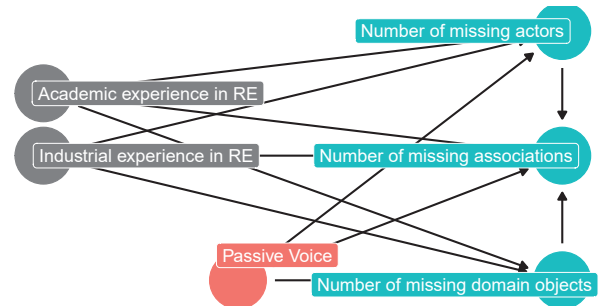 Number of missing actors
Academic experience in RE
Industrial experience in RE
Number of missing associations
Passive Voice
Number of missing domain objects